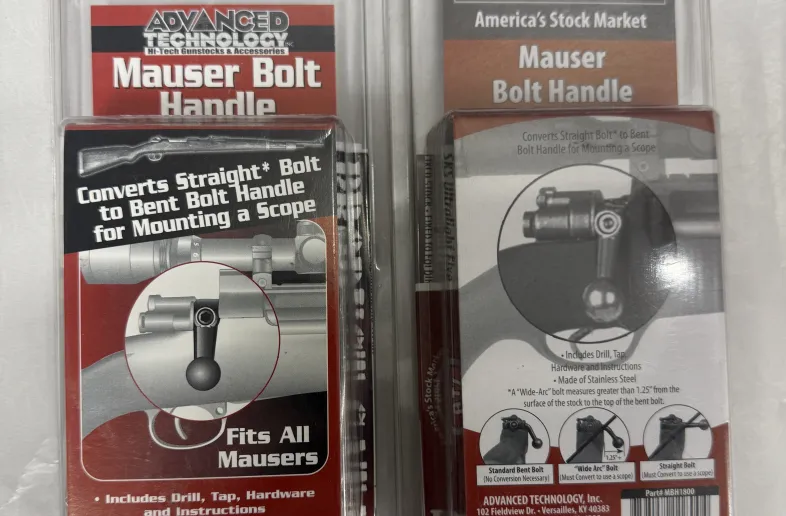 ADVANCED
TECHNOLOGY INC
Hi-Tech Gunstocks & Accessories
Mauser Bolt
Handle
Converts Straight* Bolt
to Bent Bolt Handle
for Mounting a Scope
Fits All
Mausers
• Includes Drill, Tap, Hardware
and Instructions
America's Stock Market
Mauser
Bolt Handle
Converts Straight Bolt* to Bent
Bolt Handle for Mounting a Scope
• Includes Drill, Tap
Hardware and Instructions
• Made of Stainless Steel
*A "Wide-Arc" bolt measures greater than 1.25" from the
surface of the stock to the top of the bent bolt.
1.25"
Standard Bent Bolt
(No Conversion Necessary)
"Wide Arc" Bolt
(Must Convert to use a scope)
Straight Bolt
(Must Convert to use a scope)
ADVANCED TECHNOLOGY, Inc.
102 Fieldview Dr. • Versailles, KY 40383
Part# MBH1800